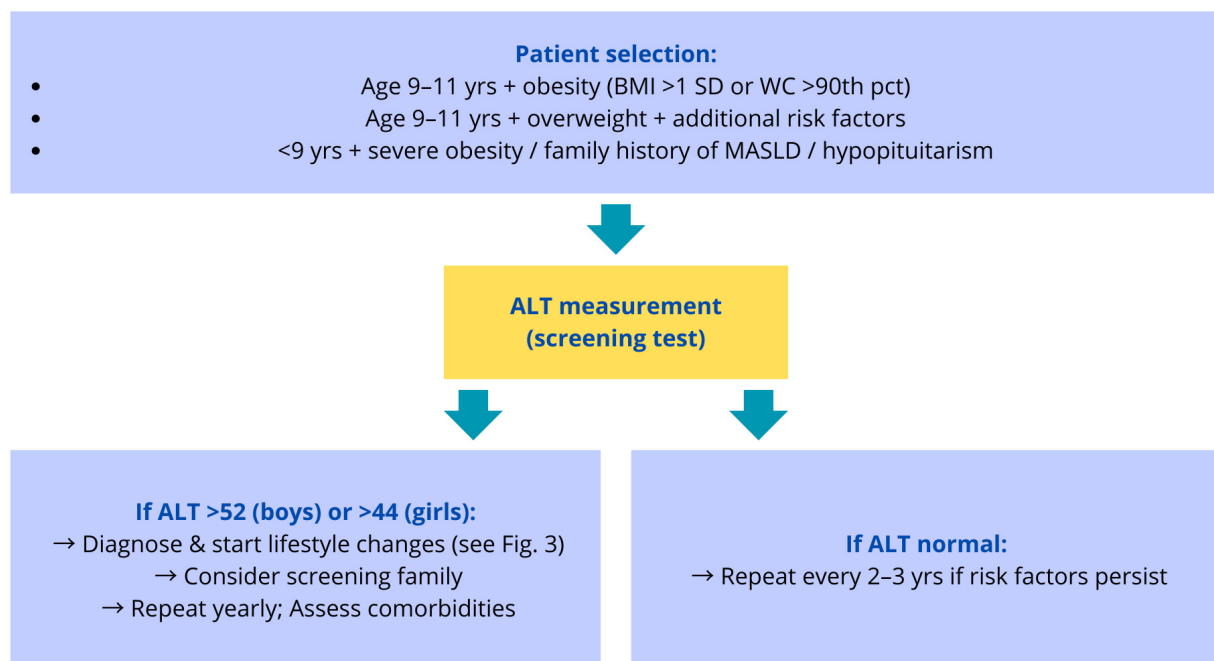 Patient selection:
• Age 9–11 yrs + obesity (BMI >1 SD or WC >90th pct)
• Age 9–11 yrs + overweight + additional risk factors
• <9 yrs + severe obesity / family history of MASLD / hypopituitarism
ALT measurement
(screening test)
If ALT >52 (boys) or >44 (girls):
→ Diagnose & start lifestyle changes (see Fig. 3)
→ Consider screening family
→ Repeat yearly; Assess comorbidities
If ALT normal:
→ Repeat every 2–3 yrs if risk factors persist